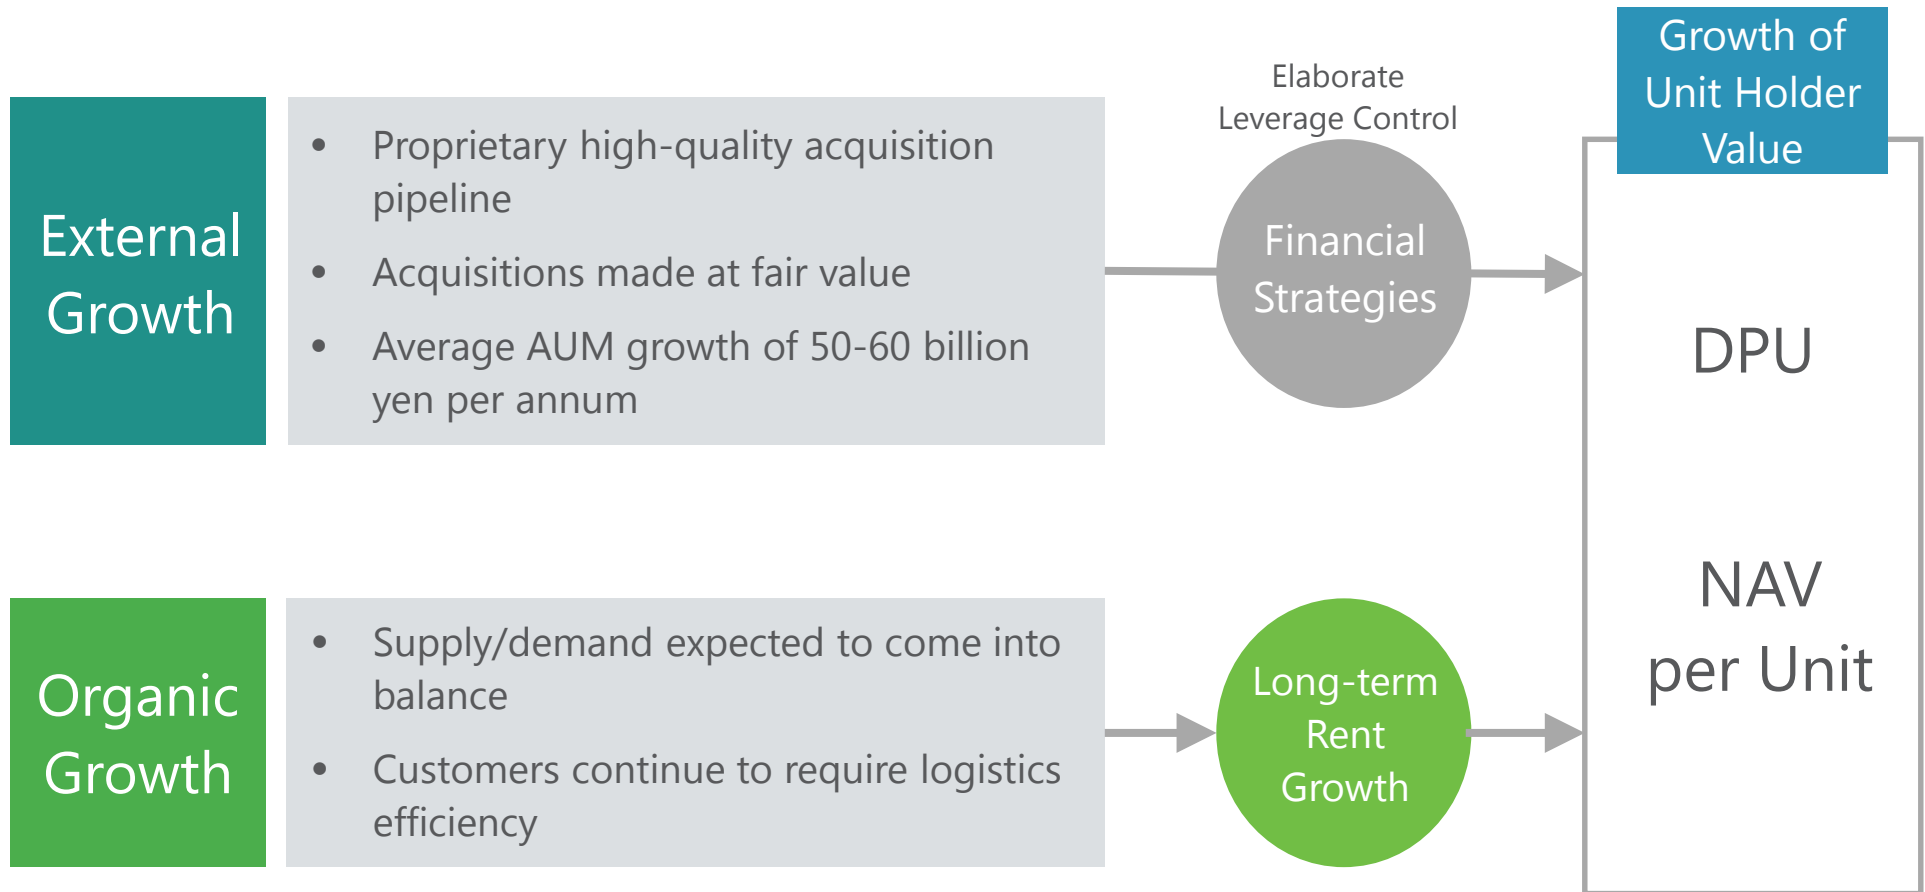 External
Growth
• Proprietary high-quality acquisition
pipeline
• Acquisitions made at fair value
• Average AUM growth of 50-60 billion
yen per annum
Elaborate
Leverage Control
Financial
Strategies
Organic
Growth
• Supply/demand expected to come into
balance
• Customers continue to require logistics
efficiency
Long-term
Rent
Growth
Growth of
Unit Holder
Value
DPU
NAV
per Unit